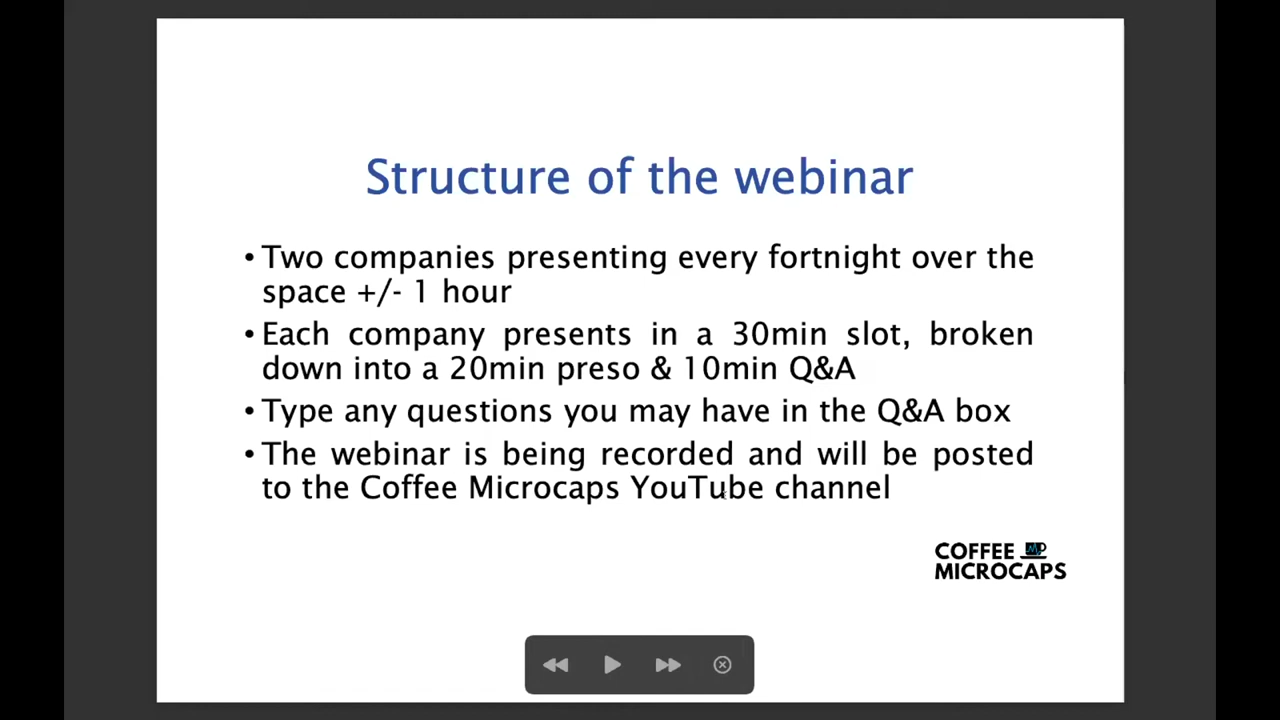 Structure of the webinar
• Two companies presenting every fortnight over the
space +/- 1 hour
• Each company presents in a 30min slot, broken
down into a 20min preso & 10min Q&A
• Type any questions you may have in the Q&A box
• The webinar is being recorded and will be posted
to the Coffee Microcaps YouTube channel
COFFEE
MICROCAPS